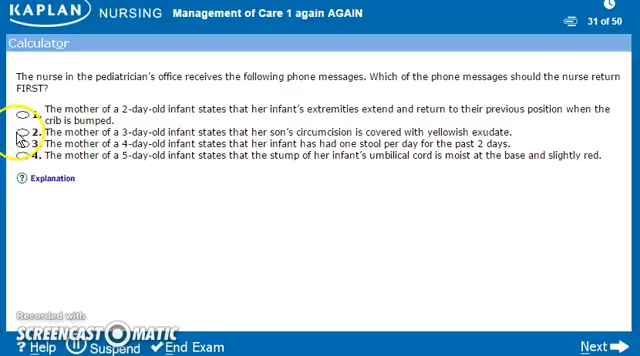 KAPLAN NURSING Management of Care 1 again AGAIN 31 of 50
Calculator
The nurse in the pediatrician's office receives the following phone messages. Which of the phone messages should the nurse return
FIRST?
1. The mother of a 2-day-old infant states that her infant's extremities extend and return to their previous position when the
crib is bumped.
2. The mother of a 3-day-old infant states that her son's circumcision is covered with yellowish exudate.
3. The mother of a 4-day-old infant states that her infant has had one stool per day for the past 2 days.
4. The mother of a 5-day-old infant states that the stump of her infant's umbilical cord is moist at the base and slightly red.
? Explanation
Recorded with
SCREENCAST-O-MATIC
? Help Suspend End Exam Next